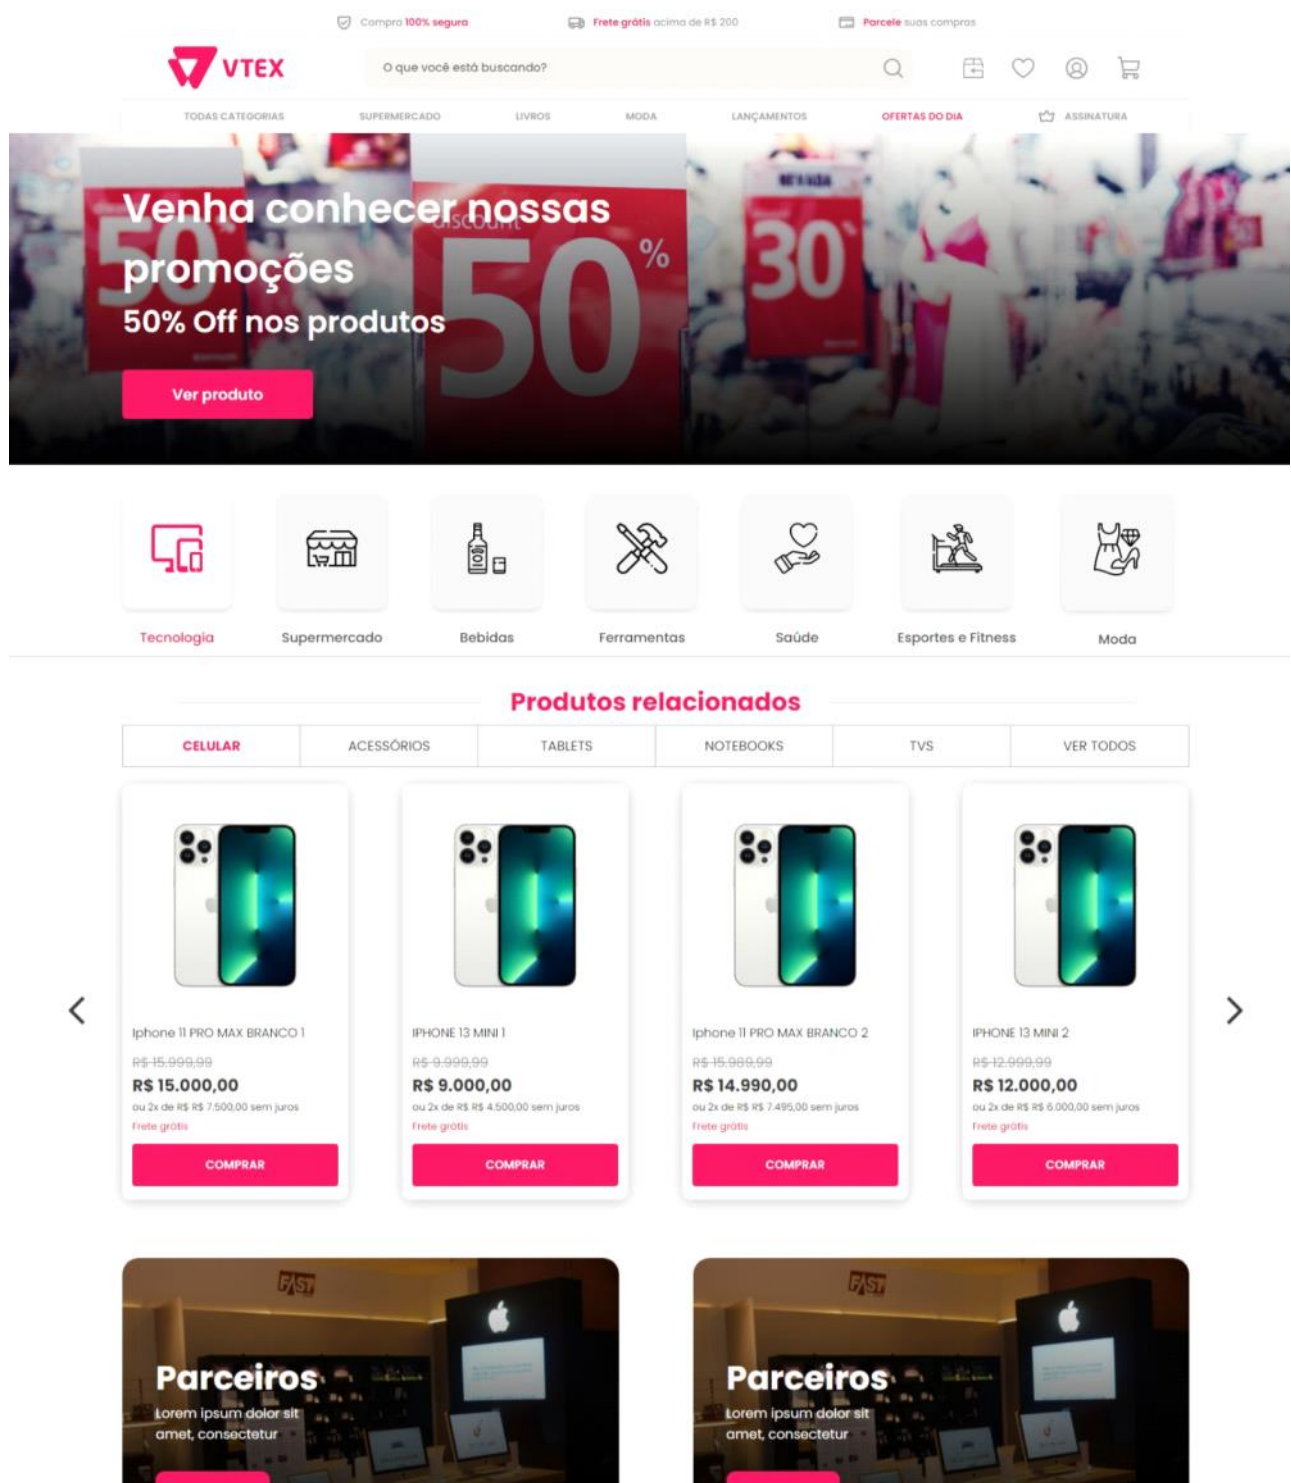 Compra 100% segura
Frete grátis acima de R$ 200
Parcele suas compras
VTEX
O que você está buscando?
TODAS CATEGORIAS
SUPERMERCADO
LIVROS
MODA
LANÇAMENTOS
OFERTAS DO DIA
ASSINATURA
Venha conhecer nossas
promoções
50% Off nos produtos
Ver produto
50
discount
50%
30
Tecnologia
Supermercado
Bebidas
Ferramentas
Saúde
Esportes e Fitness
Moda
Produtos relacionados
CELULAR
ACESSÓRIOS
TABLETS
NOTEBOOKS
TVS
VER TODOS
Iphone 11 PRO MAX BRANCO 1
R$ 15.999,99
R$ 15.000,00
ou 2x de R$ R$ 7.500,00 sem juros
Frete grátis
COMPRAR
IPHONE 13 MINI 1
R$ 9.999,99
R$ 9.000,00
ou 2x de R$ R$ 4.500,00 sem juros
Frete grátis
COMPRAR
Iphone 11 PRO MAX BRANCO 2
R$ 15.989,99
R$ 14.990,00
ou 2x de R$ R$ 7.495,00 sem juros
Frete grátis
COMPRAR
IPHONE 13 MINI 2
R$ 12.999,99
R$ 12.000,00
ou 2x de R$ R$ 6.000,00 sem juros
Frete grátis
COMPRAR
FAST
Parceiros
Lorem ipsum dolor sit
amet, consectetur
FAST
Parceiros
Lorem ipsum dolor sit
amet, consectetur